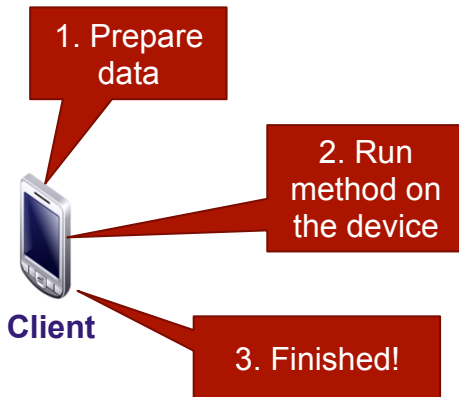 1. Prepare
data
2. Run
method on
the device
Client
3. Finished!